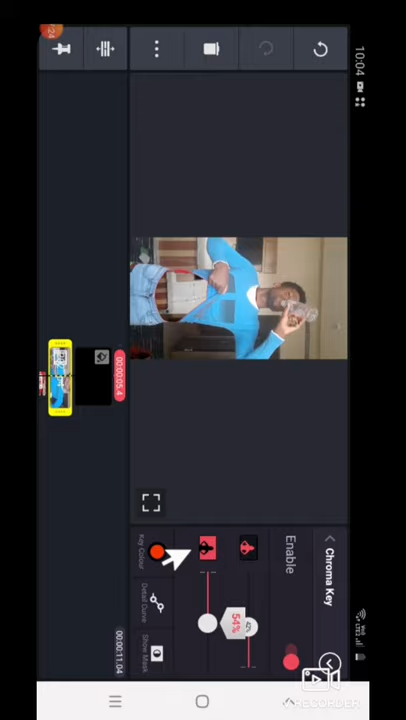 10:04
Chroma Key
Enable
54%
Key Colour
Detail Curve
Show Mask
00:00:05.4
00:00:11.04
RECORDER